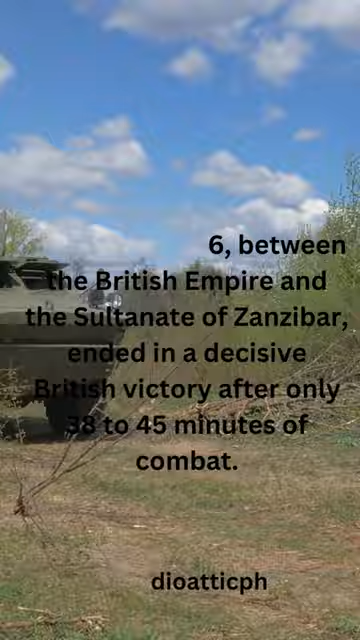 6, between
the British Empire and
the Sultanate of Zanzibar,
ended in a decisive
British victory after only
38 to 45 minutes of
combat.
dioatticph